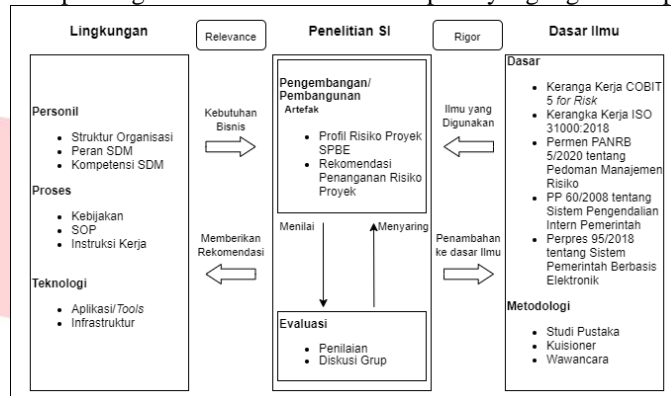 Lingkungan
Relevance
Penelitian SI
Rigor
Dasar Ilmu
Personil
Struktur Organisasi
Peran SDM
Kompetensi SDM
Proses
Kebijakan
SOP
Instruksi Kerja
Teknologi
Aplikasi/Tools
Infrastruktur
Kebutuhan
Bisnis
Memberikan
Rekomendasi
Pengembangan/
Pembangunan
Artefak
Profil Risiko Proyek
SPBE
Rekomendasi
Penanganan Risiko
Proyek
Menilai
Menyaring
Evaluasi
Penilaian
Diskusi Grup
Ilmu yang
Digunakan
Penambahan
ke dasar Ilmu
Dasar
Keranga Kerja COBIT
5 for Risk
Kerangka Kerja ISO
31000:2018
Permen PANRB
5/2020 tentang
Pedoman Manajemen
Risiko
PP 60/2008 tentang
Sistem Pengendalian
Intern Pemerintah
Perpres 95/2018
tentang Sistem
Pemerintah Berbasis
Elektronik
Metodologi
Studi Pustaka
Kuisioner
Wawancara